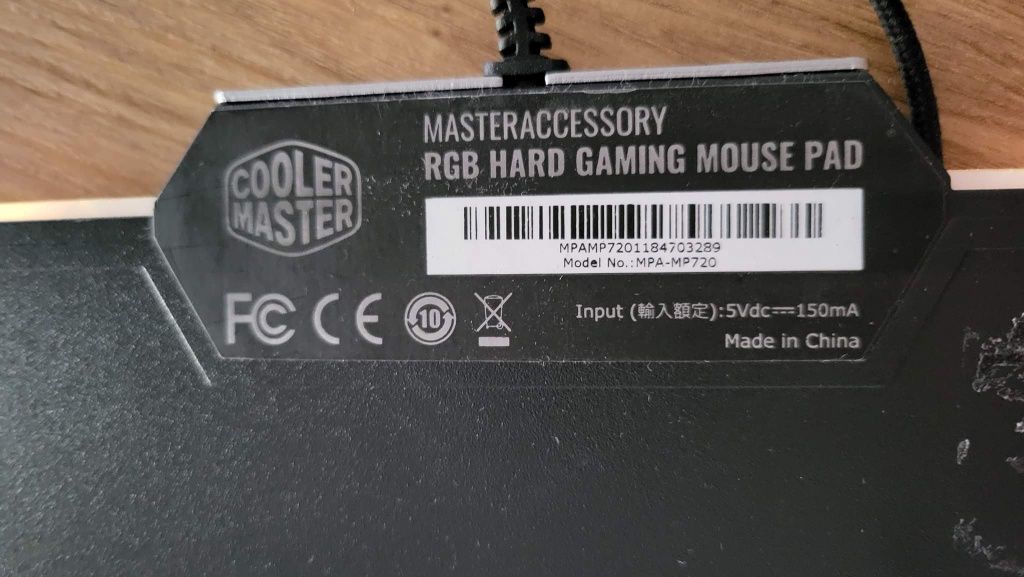 MASTERACCESSORY
RGB HARD GAMING MOUSE PAD
COOLER
MASTER
MPAMP7201184703289
Model No.:MPA-MP720
FC CE 10
Input (輸入額定):5Vdc⎓150mA
Made in China